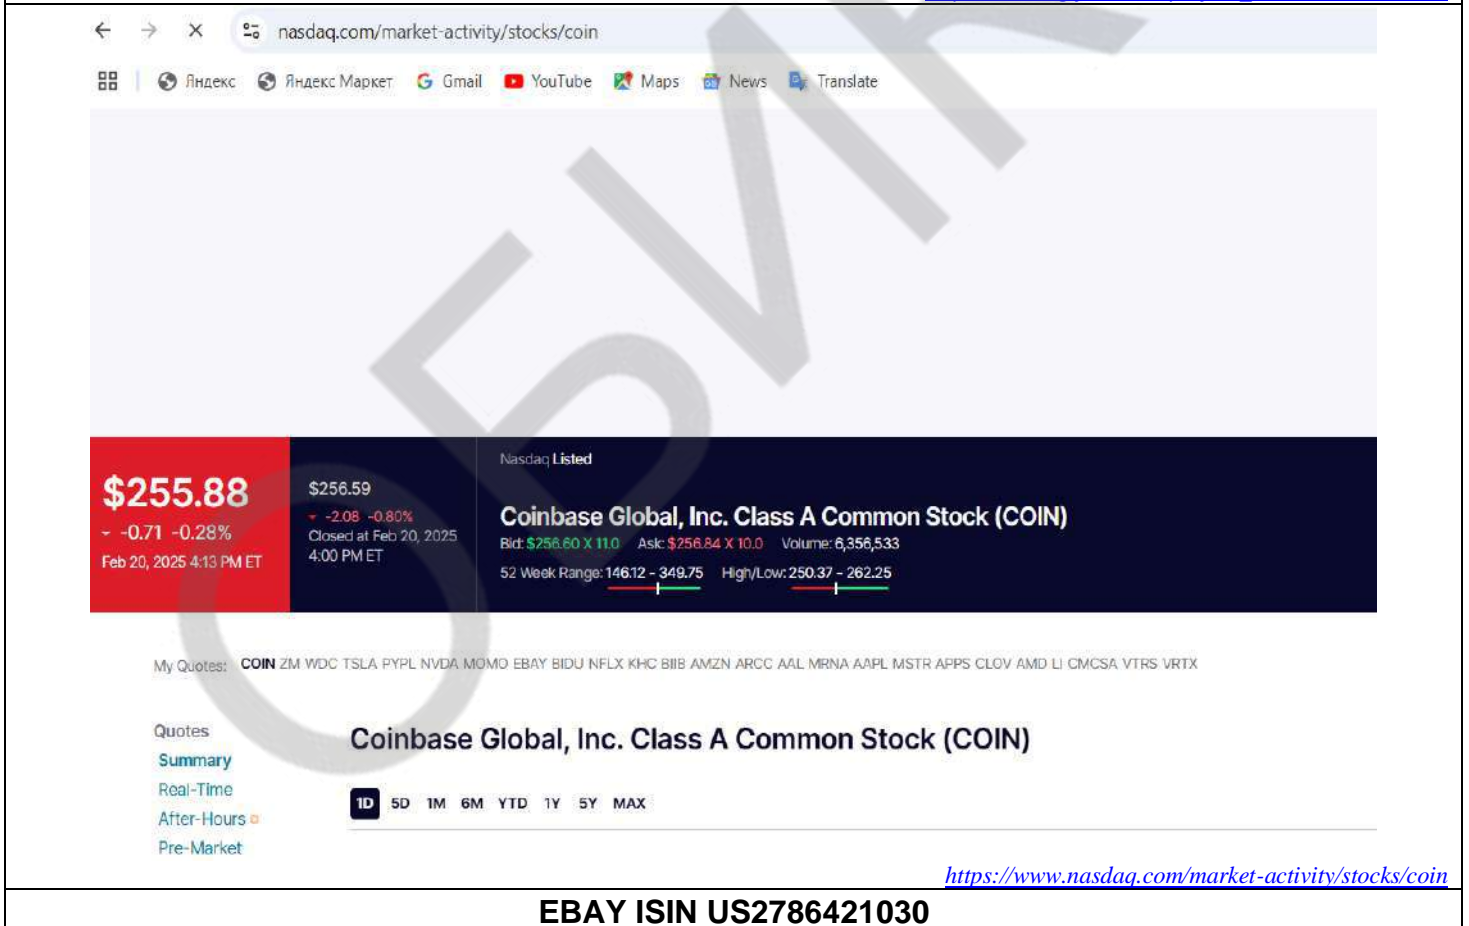 nasdaq.com/market-activity/stocks/coin
Яндекс Яндекс Маркет Gmail YouTube Maps News Translate
$255.88
-0.71 -0.28%
Feb 20, 2025 4:13 PM ET
$256.59
-2.08 -0.80%
Closed at Feb 20, 2025
4:00 PM ET
Nasdaq Listed
Coinbase Global, Inc. Class A Common Stock (COIN)
Bid: $256.60 X 11.0 Ask: $256.84 X 10.0 Volume: 6,356,533
52 Week Range: 146.12 – 349.75 High/Low: 250.37 – 262.25
My Quotes: COIN ZM WDC TSLA PYPL NVDA MOMO EBAY BIDU NFLX KHC BIIB AMZN ARCC AAL MRNA AAPL MSTR APPS CLOV AMD LI CMCSA VTRS VRTX
Quotes
Summary
Real-Time
After-Hours
Pre-Market
Coinbase Global, Inc. Class A Common Stock (COIN)
1D 5D 1M 6M YTD 1Y 5Y MAX
https://www.nasdaq.com/market-activity/stocks/coin
EBAY ISIN US2786421030
ОБИК